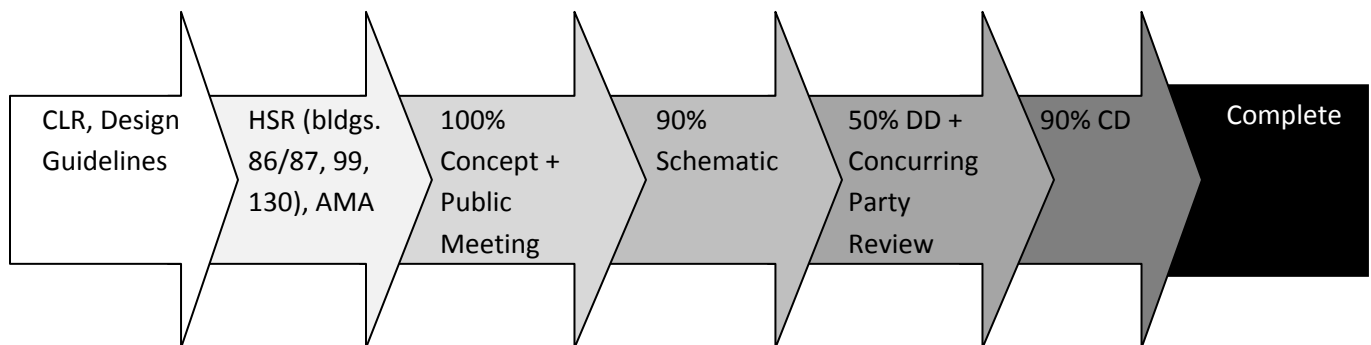 CLR, Design
Guidelines
HSR (bldgs.
86/87, 99,
130), AMA
100%
Concept +
Public
Meeting
90%
Schematic
50% DD +
Concurring
Party
Review
90% CD
Complete